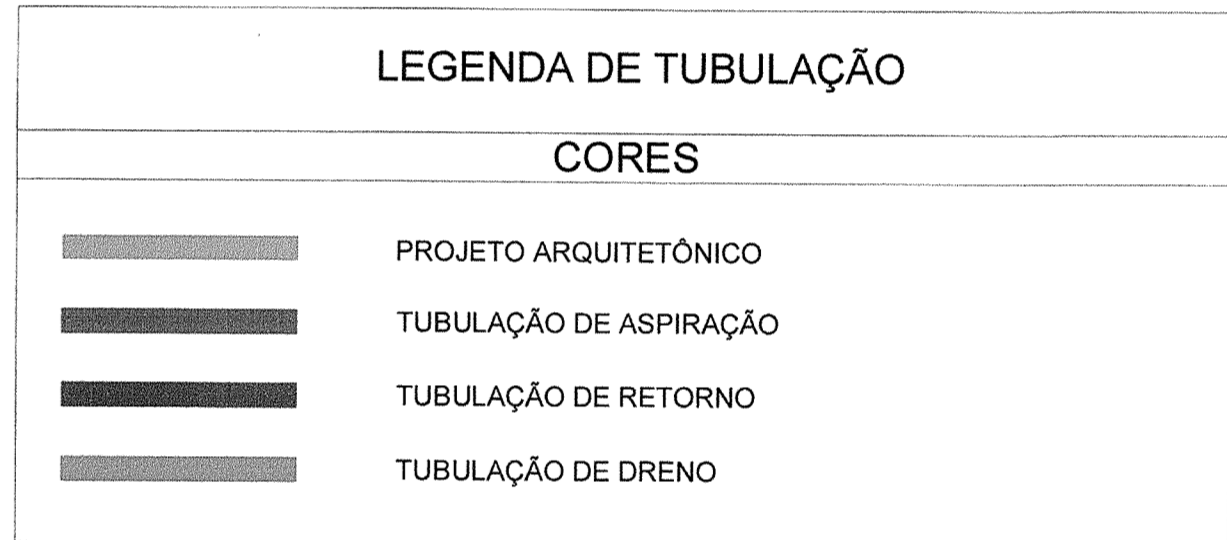 LEGENDA DE TUBULAÇÃO
CORES
PROJETO ARQUITETÔNICO
TUBULAÇÃO DE ASPIRAÇÃO
TUBULAÇÃO DE RETORNO
TUBULAÇÃO DE DRENO